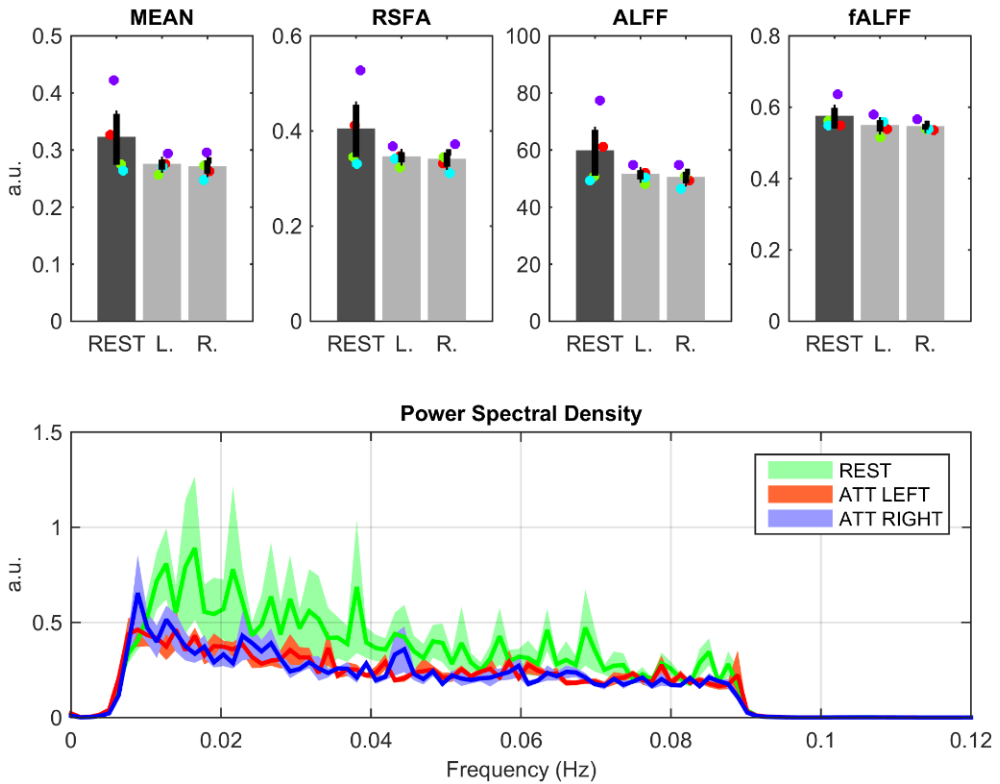 MEAN RSFA ALFF fALFF
0.5 0.6 100 0.8
0.4 80
0.6
0.4
0.3 60
0.4
0.2 40
0.2
0.2
0.1 20
0 0 0 0
a.u.
REST L. R. REST L. R. REST L. R. REST L. R.
Power Spectral Density
1.5
REST
ATT LEFT
1
ATT RIGHT
a.u.
0.5
0
0 0.02 0.04 0.06 0.08 0.1 0.12
Frequency (Hz)